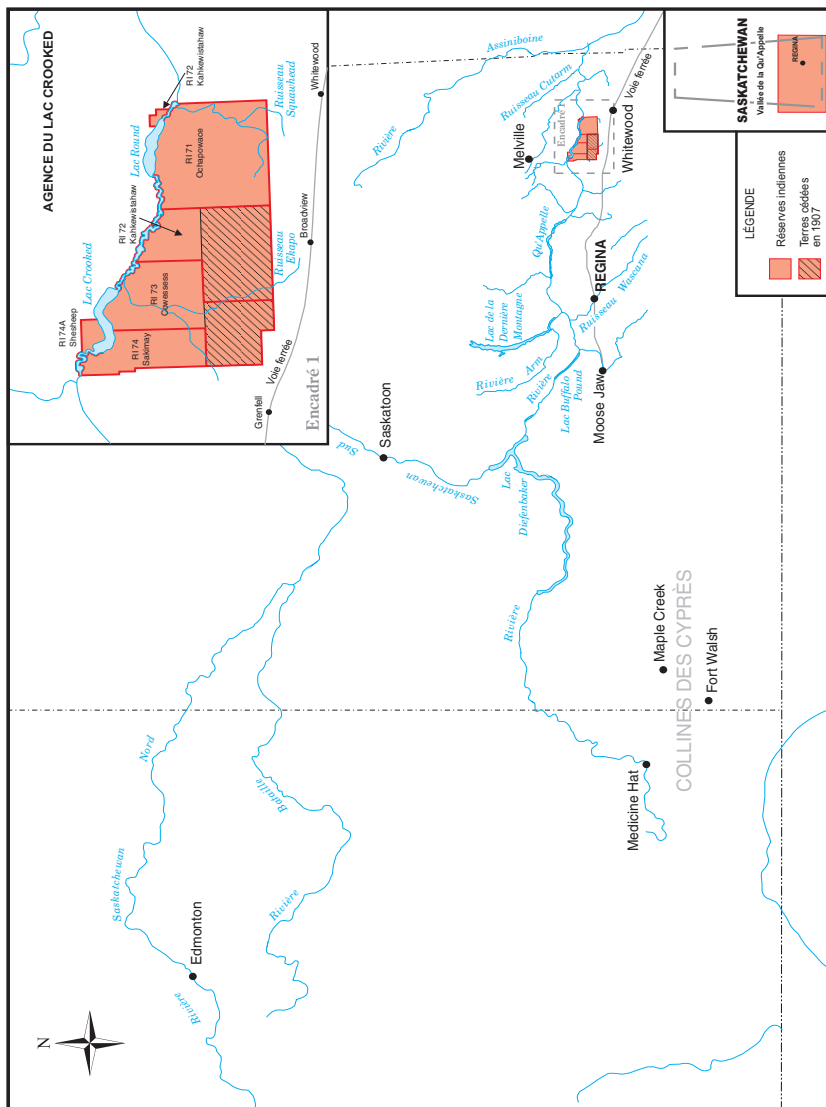 AGENCE DU LAC CROOKED
RI74A
Shesheep
Lac Crooked
RI 72
Kahkewistahaw
Lac Round
RI72
Kahkewistahaw
RI74
Sakimay
RI 73
Cowessess
RI71
Ochapowace
Ruisseau
Ekapo
Ruisseau
Squawhead
Grenfell
Voie ferrée
Broadview
Whitewood
Encadré 1
N
Saskatchewan
Nord
Rivière
Edmonton
Rivière
Bataille
Sud
Saskatoon
Saskatchewan
Lac
Diefenbaker
Rivière
Medicine Hat
Maple Creek
COLLINES DES CYPRÈS
Fort Walsh
Rivière
Assiniboine
Ruisseau Cutarm
Melville
Encadré 1
Qu'Appelle
Lac de la
Dernière
Montagne
Rivière Arm
Rivière
Lac Buffalo
Pound
Moose Jaw
REGINA
Ruisseau Wascana
Whitewood
Voie ferrée
LÉGENDE
Réserves indiennes
Terres cédées
en 1907
SASKATCHEWAN
Vallée de la Qu'Appelle
REGINA